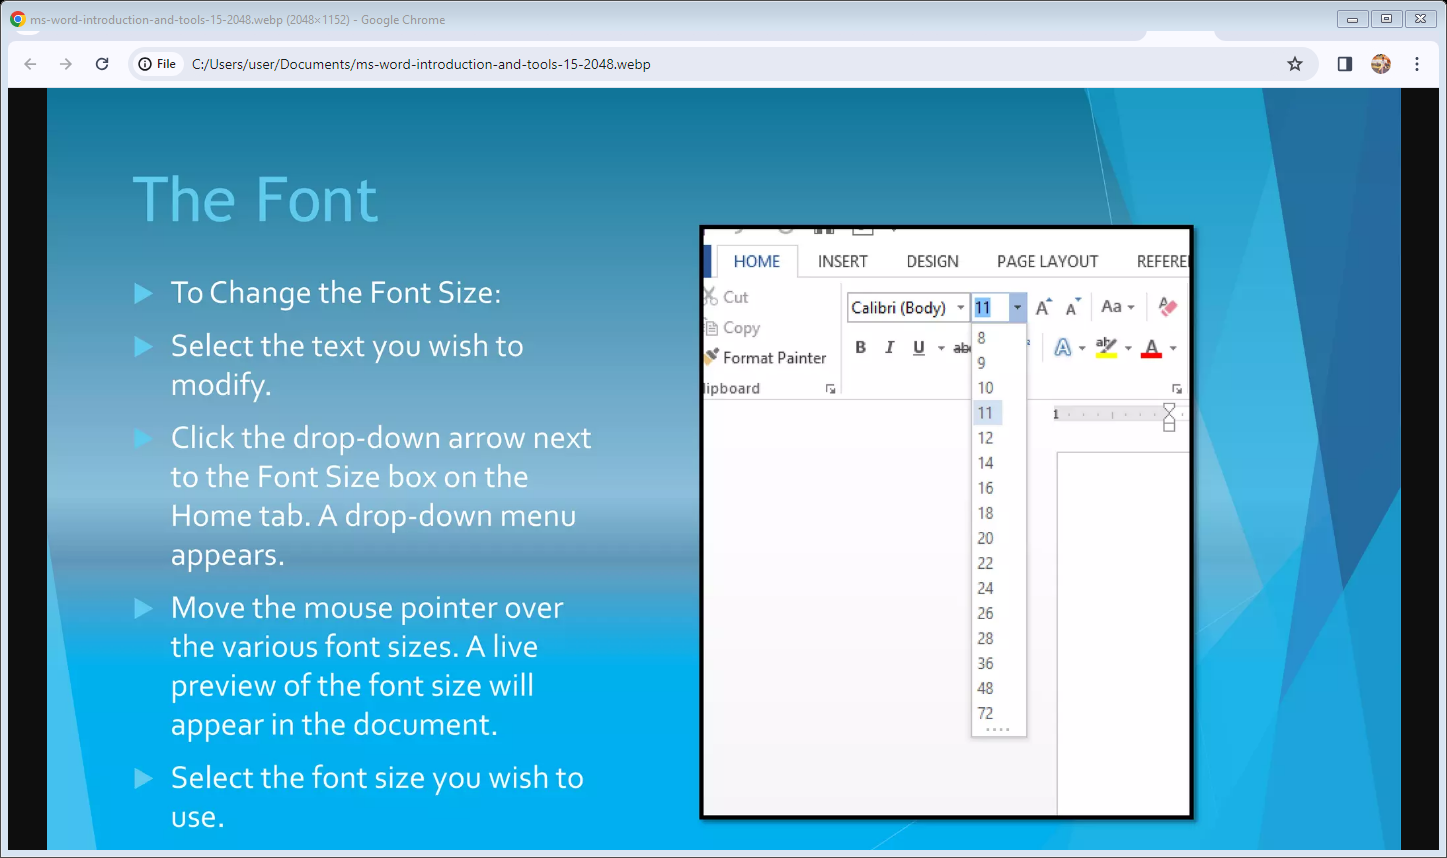 ms-word-introduction-and-tools-15-2048.webp (2048×1152) - Google Chrome
File C:/Users/user/Documents/ms-word-introduction-and-tools-15-2048.webp
The Font
To Change the Font Size:
Select the text you wish to
modify.
Click the drop-down arrow next
to the Font Size box on the
Home tab. A drop-down menu
appears.
Move the mouse pointer over
the various font sizes. A live
preview of the font size will
appear in the document.
Select the font size you wish to
use.
HOME INSERT DESIGN PAGE LAYOUT REFEREI
Cut
Copy
Format Painter
lipboard
Calibri (Body) 11 A A Aa
B I U abc A ab A
8
9
10
11
12
14
16
18
20
22
24
26
28
36
48
72
1